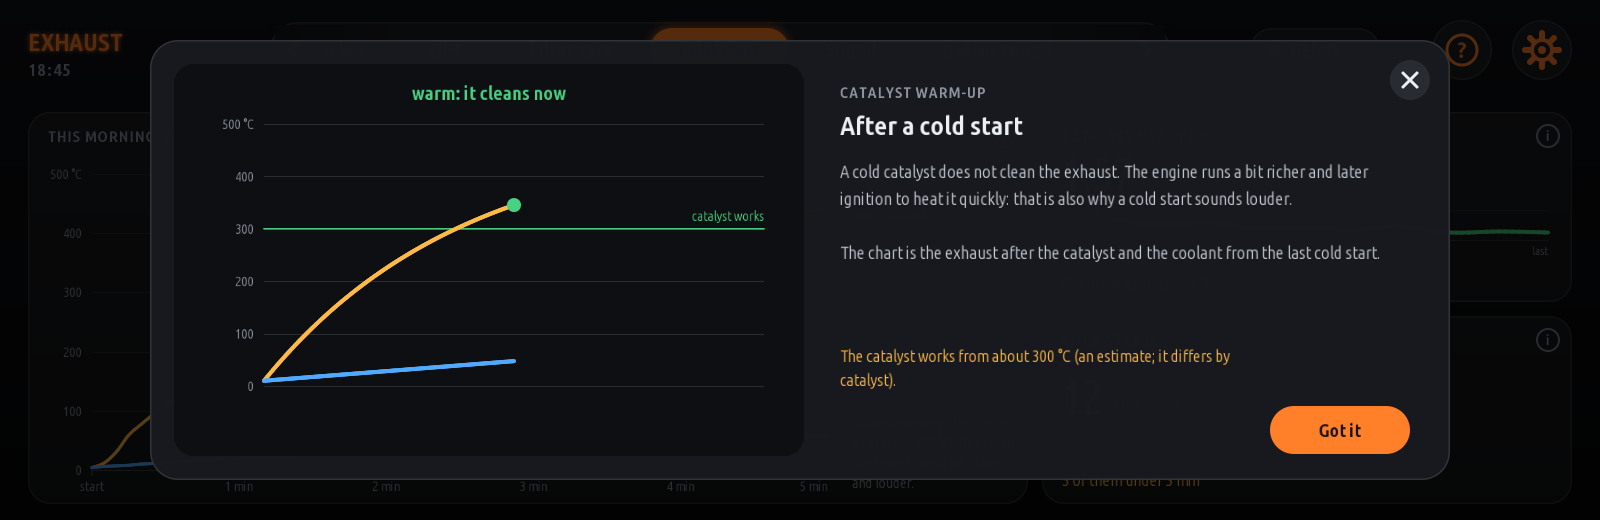 EXHAUST
18:45
THIS MORNING
500 °C
400
300
200
100
0
start
1 min
2 min
3 min
4 min
5 min
and louder.
last
5 of them under 5 min
?
i
i
warm: it cleans now
500 °C
400
300
200
100
0
catalyst works
CATALYST WARM-UP
After a cold start
A cold catalyst does not clean the exhaust. The engine runs a bit richer and later
ignition to heat it quickly: that is also why a cold start sounds louder.
The chart is the exhaust after the catalyst and the coolant from the last cold start.
The catalyst works from about 300 °C (an estimate; it differs by
catalyst).
12
Got it